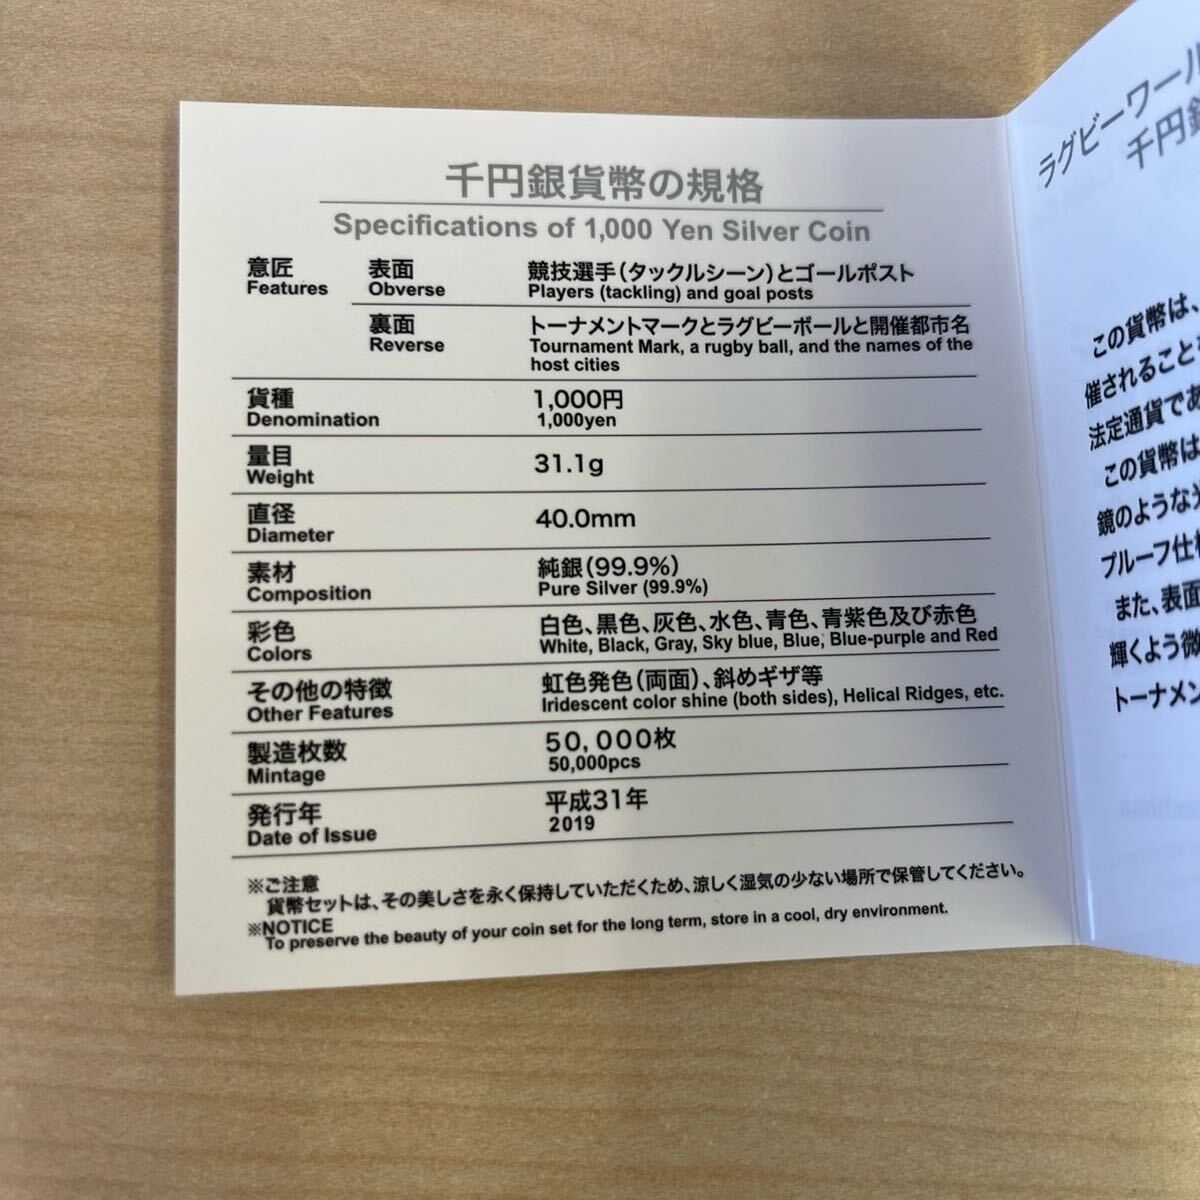 千円銀貨幣の規格
Specifications of 1,000 Yen Silver Coin
意匠 表面 競技選手(タックルシーン)とゴールポスト
Features Obverse Players (tackling) and goal posts
裏面 トーナメントマークとラグビーボールと開催都市名
Reverse Tournament Mark, a rugby ball, and the names of the
host cities
貨種 1,000円
Denomination 1,000yen
量目
Weight 31.1g
直径
Diameter 40.0mm
素材 純銀(99.9%)
Composition Pure Silver (99.9%)
彩色 白色、黒色、灰色、水色、青色、青紫色及び赤色
Colors White, Black, Gray, Sky blue, Blue, Blue-purple and Red
その他の特徴 虹色発色(両面)、斜めギザ等
Other Features Iridescent color shine (both sides), Helical Ridges, etc.
製造枚数 50,000枚
Mintage 50,000pcs
発行年 平成31年
Date of Issue 2019
※ご注意
貨幣セットは、その美しさを永く保持していただくため、涼しく湿気の少ない場所で保管してください。
※NOTICE
To preserve the beauty of your coin set for the long term, store in a cool, dry environment.
ラグビーワール
千円銀
この貨幣は、
催されること
法定通貨であ
この貨幣は
鏡のような
プルーフ仕
また、表面
輝くよう微
トーナメン